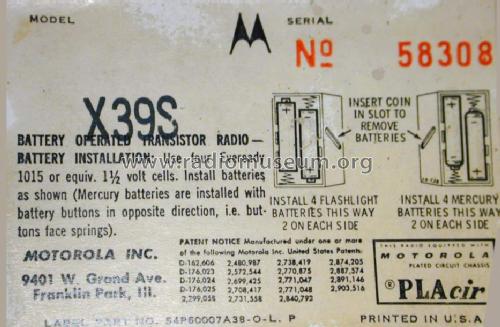 MODEL
SERIAL
Nº 58308
X39S
BATTERY OPERATED TRANSISTOR RADIO—
BATTERY INSTALLATION: Use four Eveready
1015 or equiv. 1½ volt cells. Install batteries
as shown (Mercury batteries are installed with
battery buttons in opposite direction, i.e. but-
tons face springs).
INSERT COIN
IN SLOT TO
REMOVE
BATTERIES
INSTALL 4 FLASHLIGHT
BATTERIES THIS WAY
2 ON EACH SIDE
INSTALL 4 MERCURY
BATTERIES THIS WAY
2 ON EACH SIDE
www.radiomuseum.org
MOTOROLA INC.
9401 W. Grand Ave.
Franklin Park, Ill.
PATENT NOTICE Manufactured under one or more
of the following Motorola Inc. United States Patents:
D-162,606 2,480,987 2,738,419 2,874,205
D-176,023 2,572,544 2,770,875 2,887,574
D-176,024 2,699,425 2,771,047 2,891,146
D-176,025 2,708,417 2,771,048 2,903,516
2,299,055 2,731,558 2,840,792
THIS RADIO EQUIPPED WITH
MOTOROLA
PLATED CIRCUIT CHASSIS
PLAcir
LABEL PART NO. 54P60007A38-O-L. P
PRINTED IN U.S.A